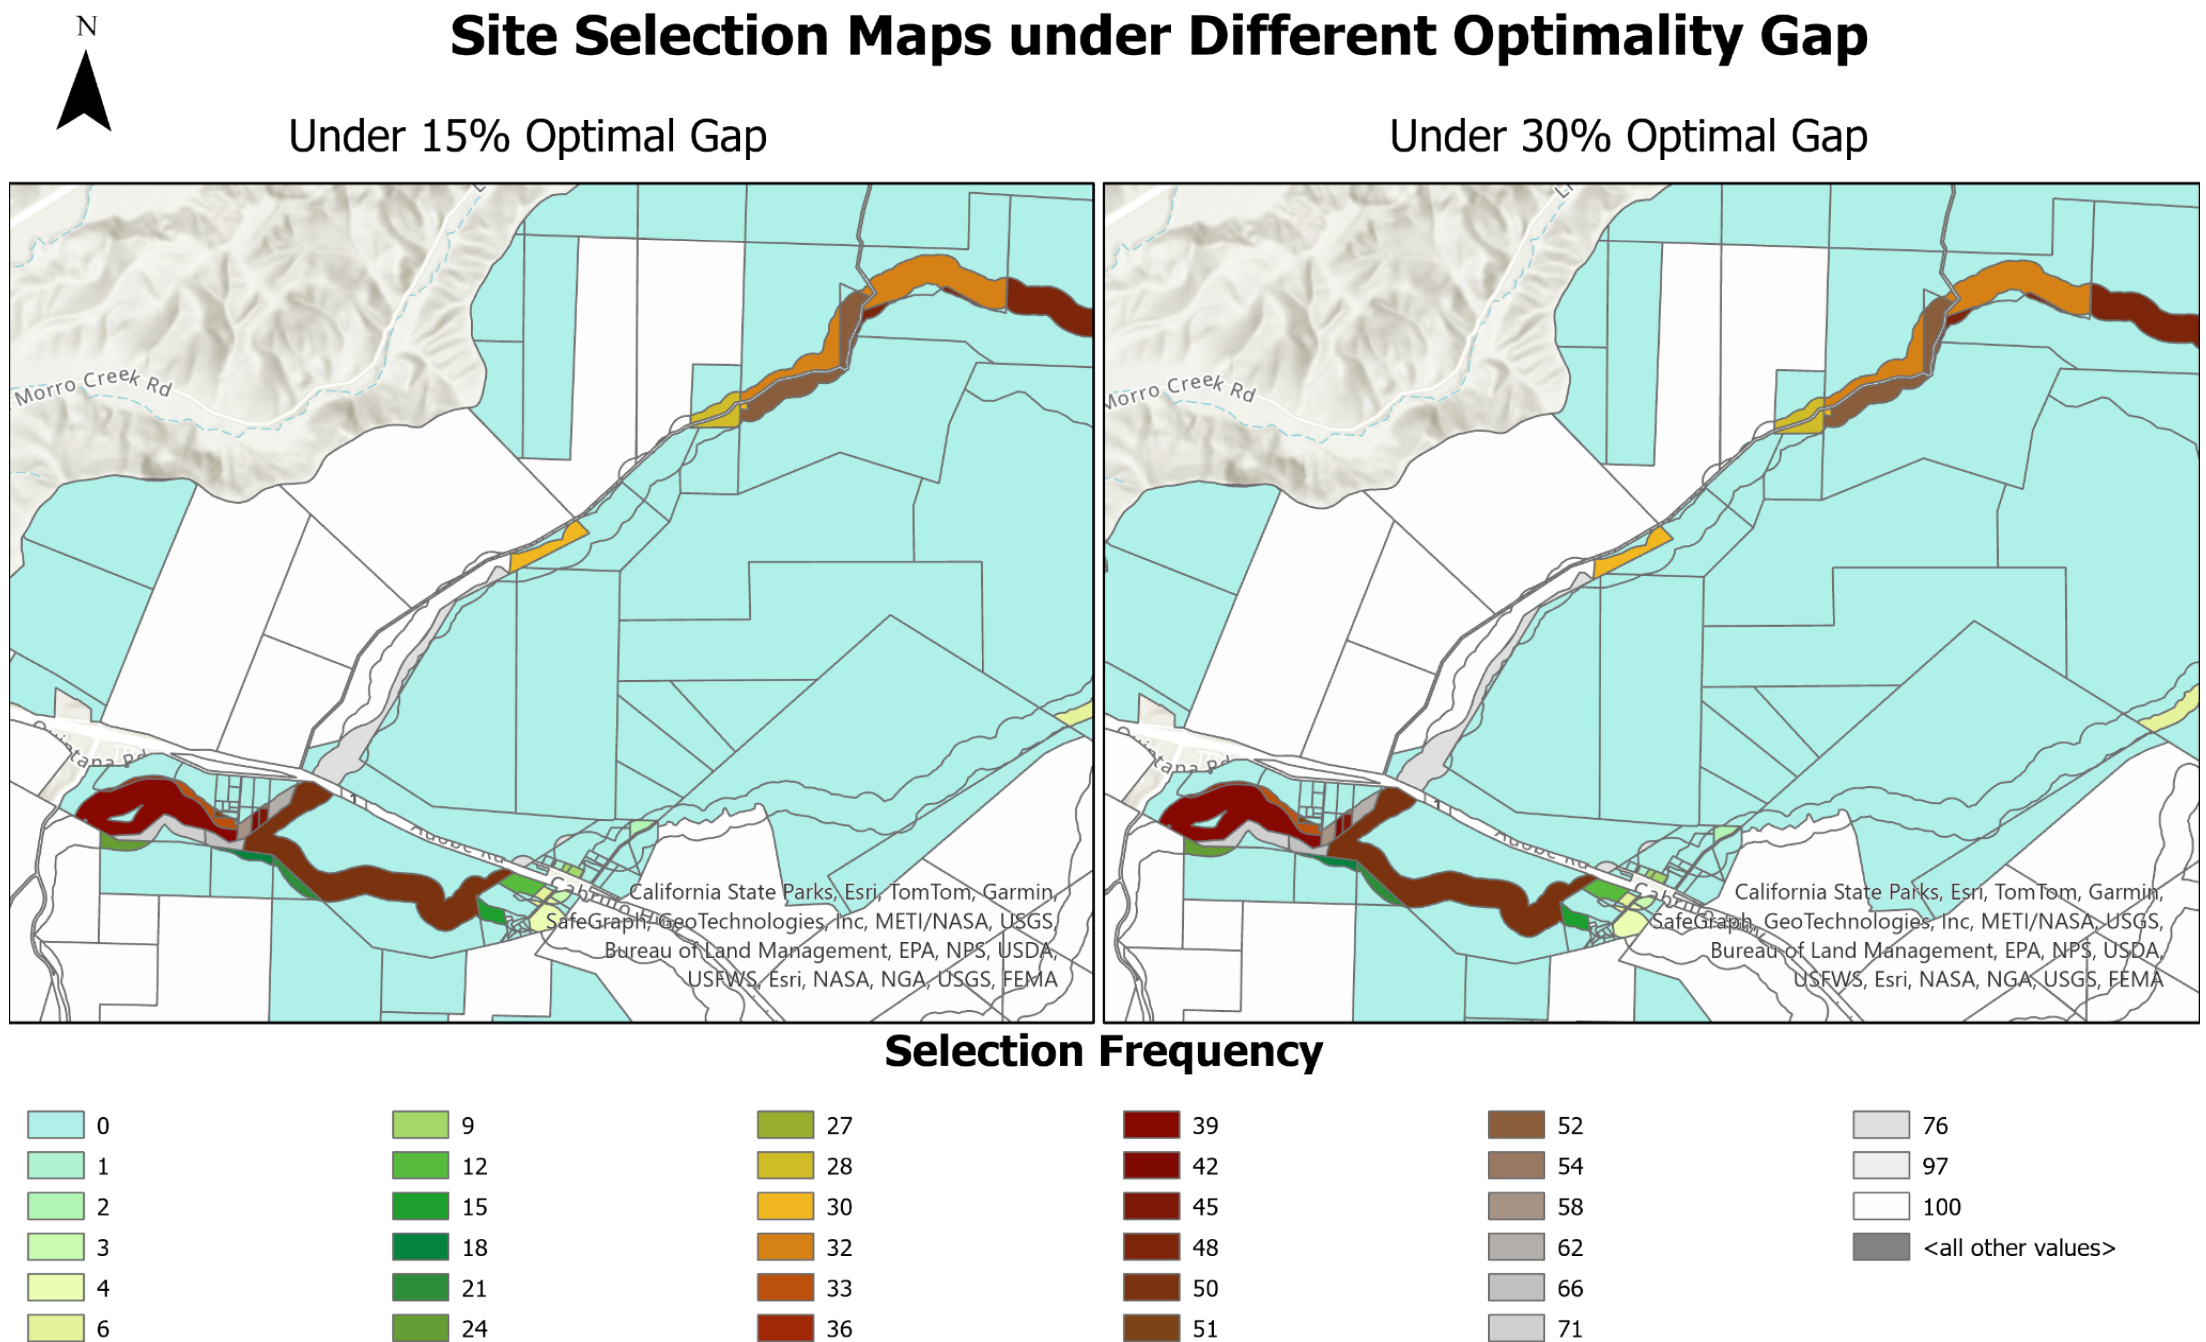 N
Site Selection Maps under Different Optimality Gap
Under 15% Optimal Gap
Under 30% Optimal Gap
Morro Creek Rd
Morro Creek Rd
Adobe Rd
Adobe Rd
California State Parks, Esri, TomTom, Garmin,
SafeGraph, GeoTechnologies, Inc, METI/NASA, USGS,
Bureau of Land Management, EPA, NPS, USDA,
USFWS, Esri, NASA, NGA, USGS, FEMA
California State Parks, Esri, TomTom, Garmin,
SafeGraph, GeoTechnologies, Inc, METI/NASA, USGS,
Bureau of Land Management, EPA, NPS, USDA,
USFWS, Esri, NASA, NGA, USGS, FEMA
Selection Frequency
0
1
2
3
4
6
9
12
15
18
21
24
27
28
30
32
33
36
39
42
45
48
50
51
52
54
58
62
66
71
76
97
100
<all other values>